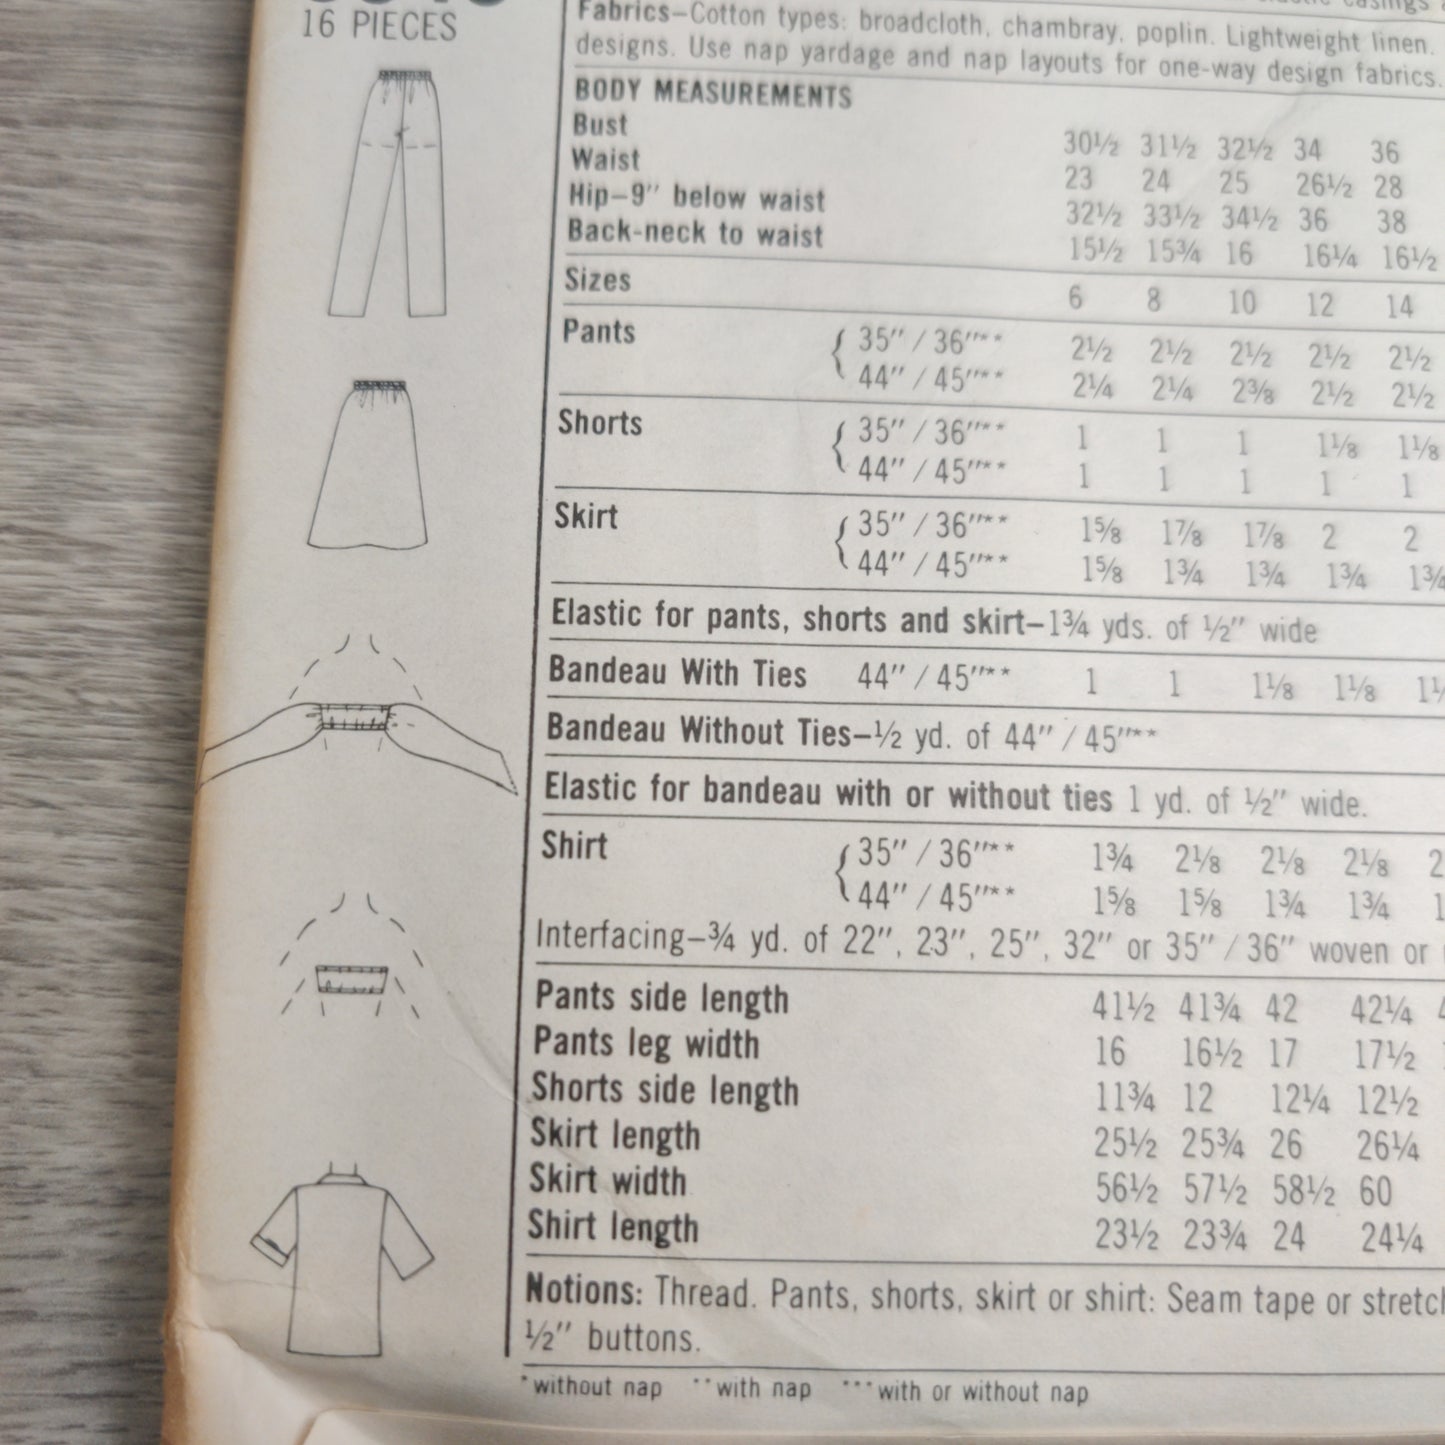 16 PIECES
Fabrics–Cotton types: broadcloth, chambray, poplin. Lightweight linen.
designs. Use nap yardage and nap layouts for one-way design fabrics.
BODY MEASUREMENTS
Bust 30½ 31½ 32½ 34 36
Waist 23 24 25 26½ 28
Hip–9" below waist 32½ 33½ 34½ 36 38
Back-neck to waist 15½ 15¾ 16 16¼ 16½
Sizes 6 8 10 12 14
Pants { 35" / 36"** 2½ 2½ 2½ 2½ 2½
44" / 45"** 2¼ 2¼ 2⅜ 2½ 2½
Shorts { 35" / 36"** 1 1 1 1⅛ 1⅛
44" / 45"** 1 1 1 1 1
Skirt { 35" / 36"** 1⅝ 1⅞ 1⅞ 2 2
44" / 45"** 1⅝ 1¾ 1¾ 1¾ 1¾
Elastic for pants, shorts and skirt–1¾ yds. of ½" wide
Bandeau With Ties 44" / 45"** 1 1 1⅛ 1⅛
Bandeau Without Ties–½ yd. of 44" / 45"**
Elastic for bandeau with or without ties 1 yd. of ½" wide.
Shirt { 35" / 36"** 1¾ 2⅛ 2⅛ 2⅛
44" / 45"** 1⅝ 1⅝ 1¾ 1¾
Interfacing–¾ yd. of 22", 23", 25", 32" or 35" / 36" woven or
Pants side length 41½ 41¾ 42 42¼
Pants leg width 16 16½ 17 17½
Shorts side length 11¾ 12 12¼ 12½
Skirt length 25½ 25¾ 26 26¼
Skirt width 56½ 57½ 58½ 60
Shirt length 23½ 23¾ 24 24¼
Notions: Thread. Pants, shorts, skirt or shirt: Seam tape or stretch
½" buttons.
*without nap **with nap ***with or without nap